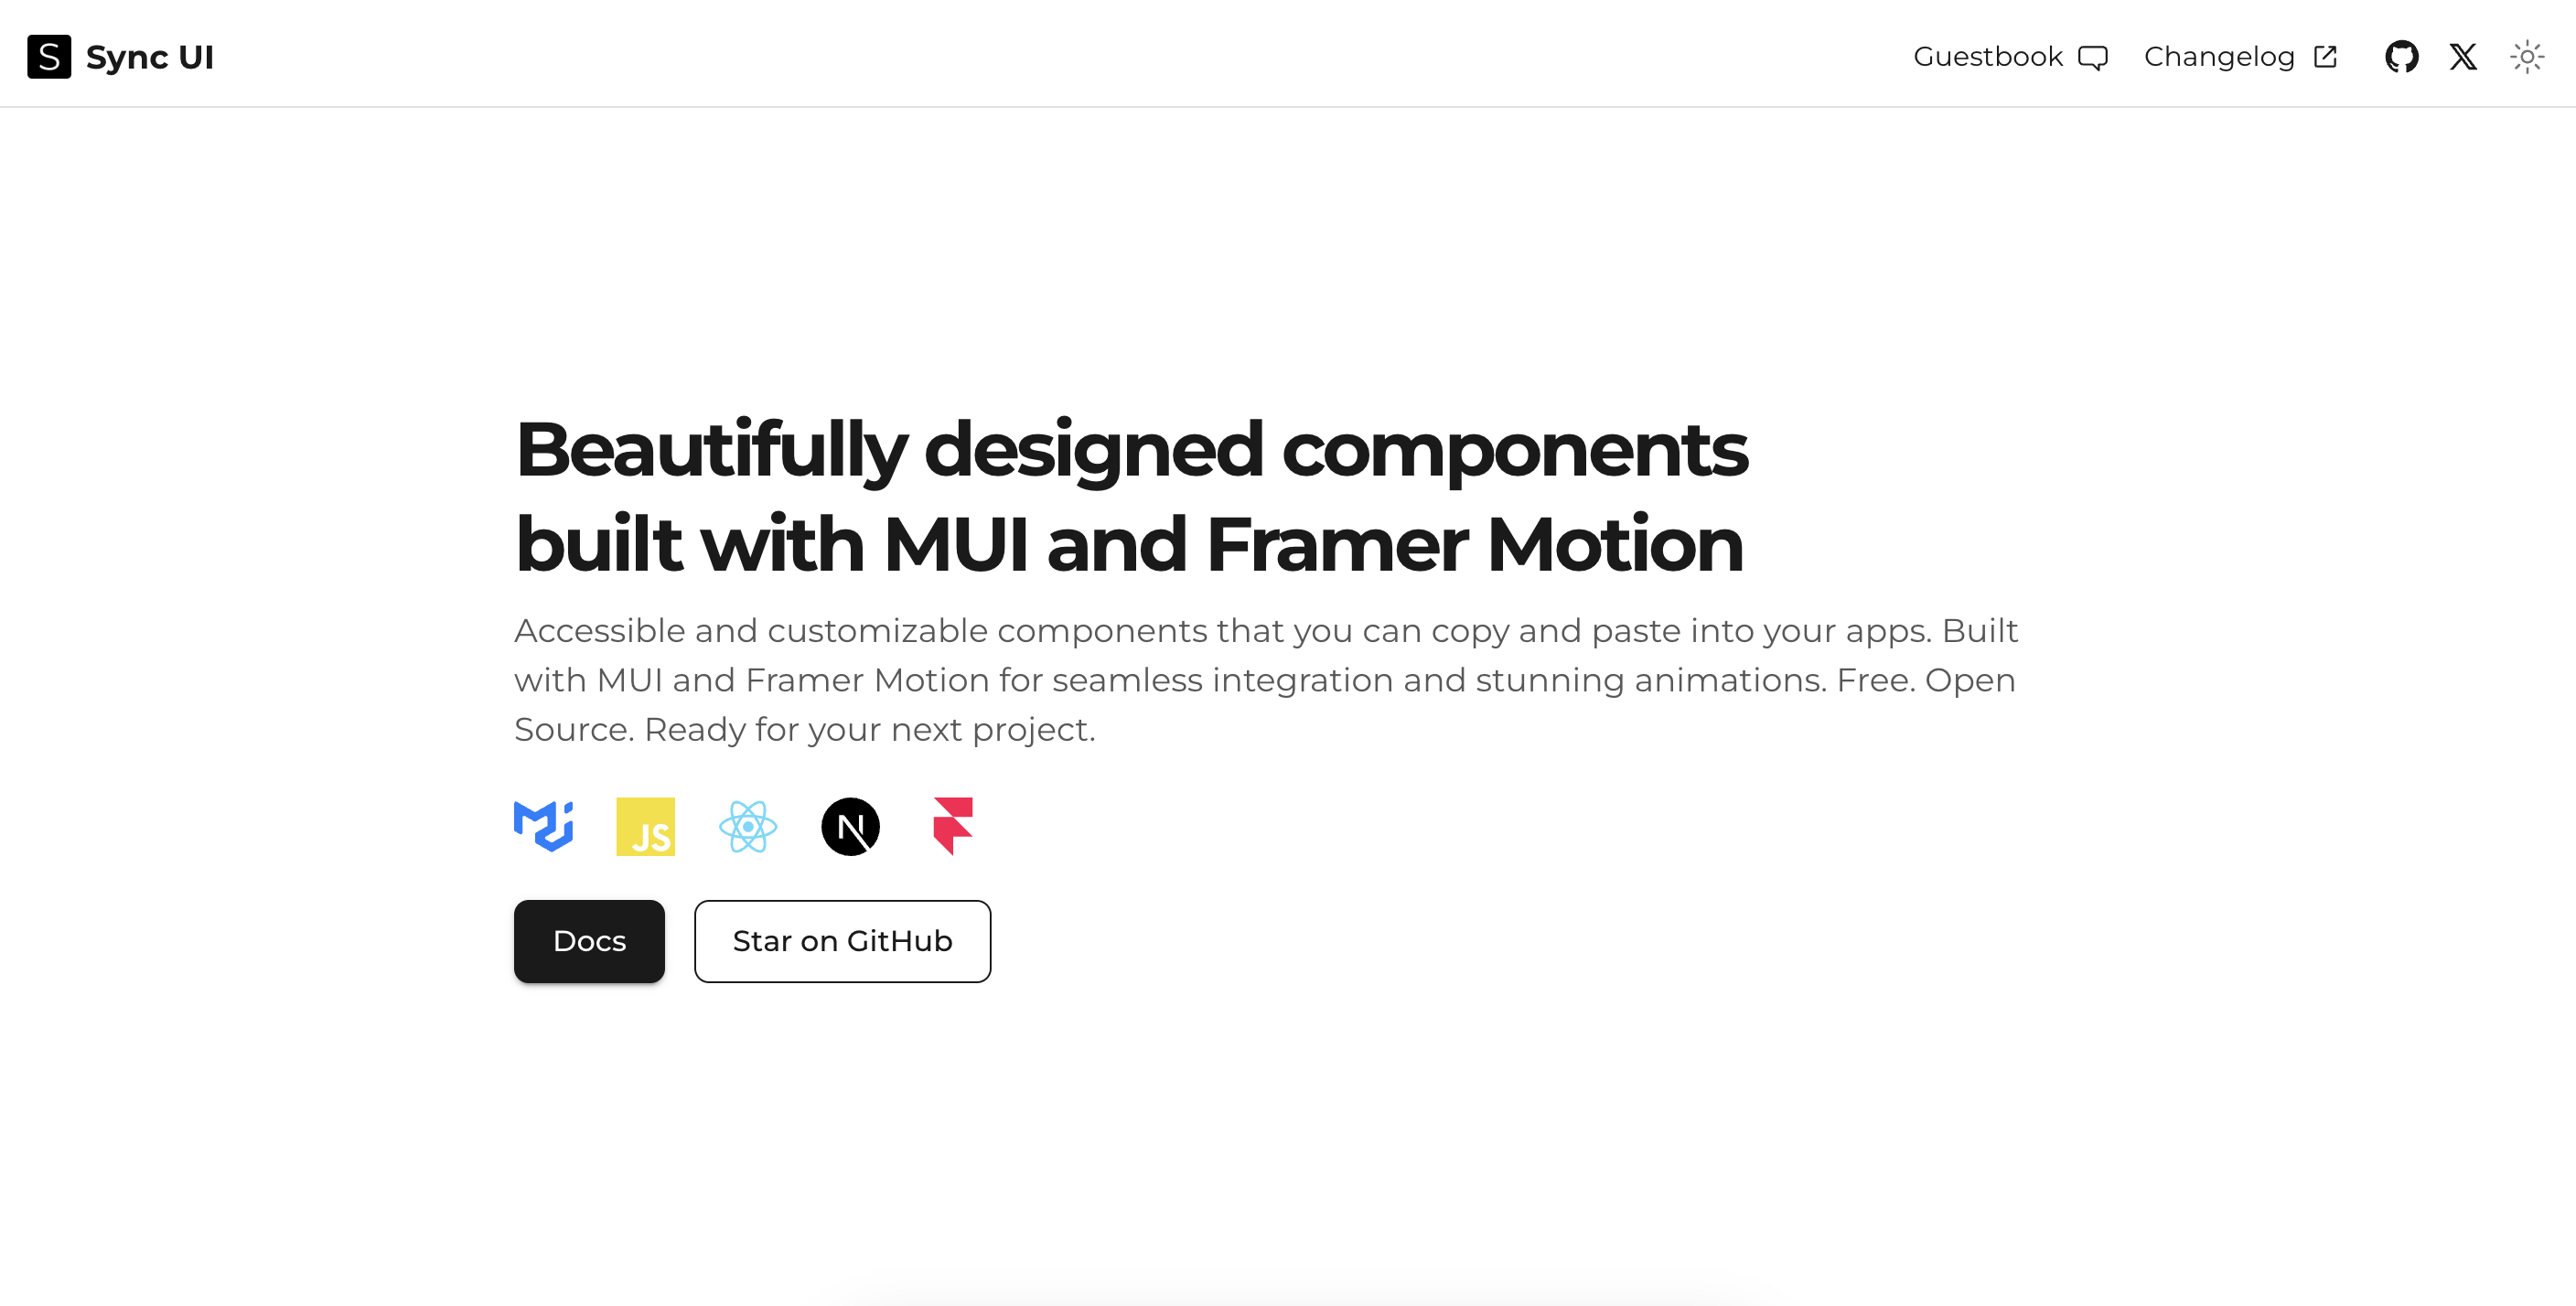 S Sync UI
Guestbook Changelog
Beautifully designed components
built with MUI and Framer Motion
Accessible and customizable components that you can copy and paste into your apps. Built
with MUI and Framer Motion for seamless integration and stunning animations. Free. Open
Source. Ready for your next project.
JS N
Docs Star on GitHub